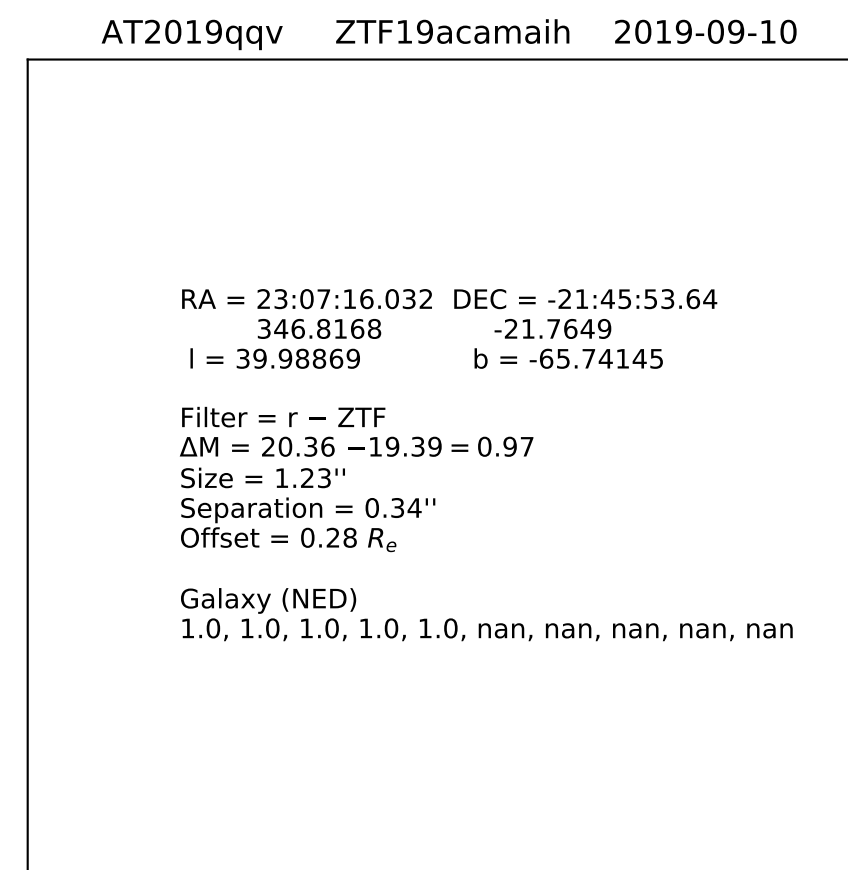 AT2019qqv ZTF19acamaih 2019-09-10
RA = 23:07:16.032 DEC = -21:45:53.64
346.8168 -21.7649
l = 39.98869 b = -65.74145
Filter = r − ZTF
ΔM = 20.36 −19.39 = 0.97
Size = 1.23''
Separation = 0.34''
Offset = 0.28 Re
Galaxy (NED)
1.0, 1.0, 1.0, 1.0, 1.0, nan, nan, nan, nan, nan